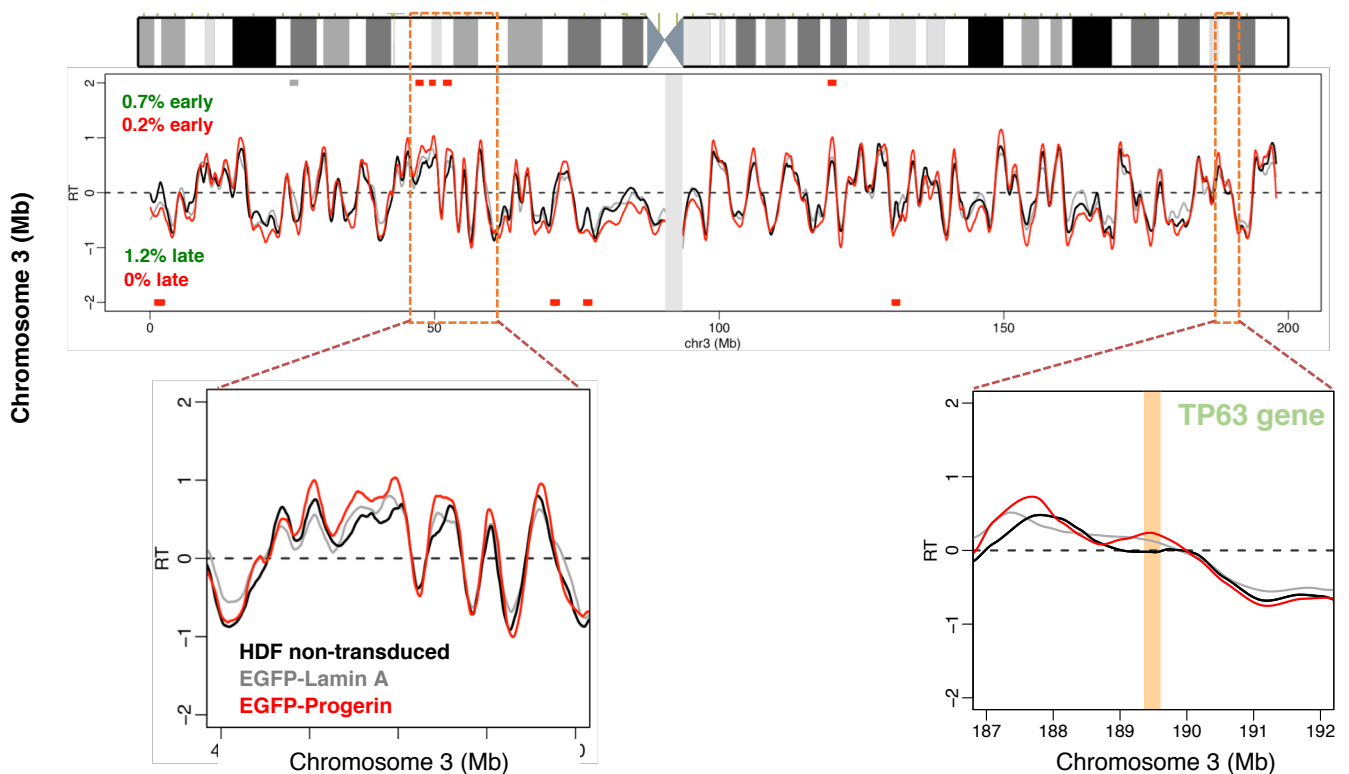 Chromosome 3 (Mb)
2
1
0
-1
-2
RT
0.7% early
0.2% early
1.2% late
0% late
0
50
100
150
200
chr3 (Mb)
2
1
0
-1
-2
RT
HDF non-transduced
EGFP-Lamin A
EGFP-Progerin
4
Chromosome 3 (Mb)
TP63 gene
2
1
0
-1
-2
RT
187
188
189
190
191
192
Chromosome 3 (Mb)